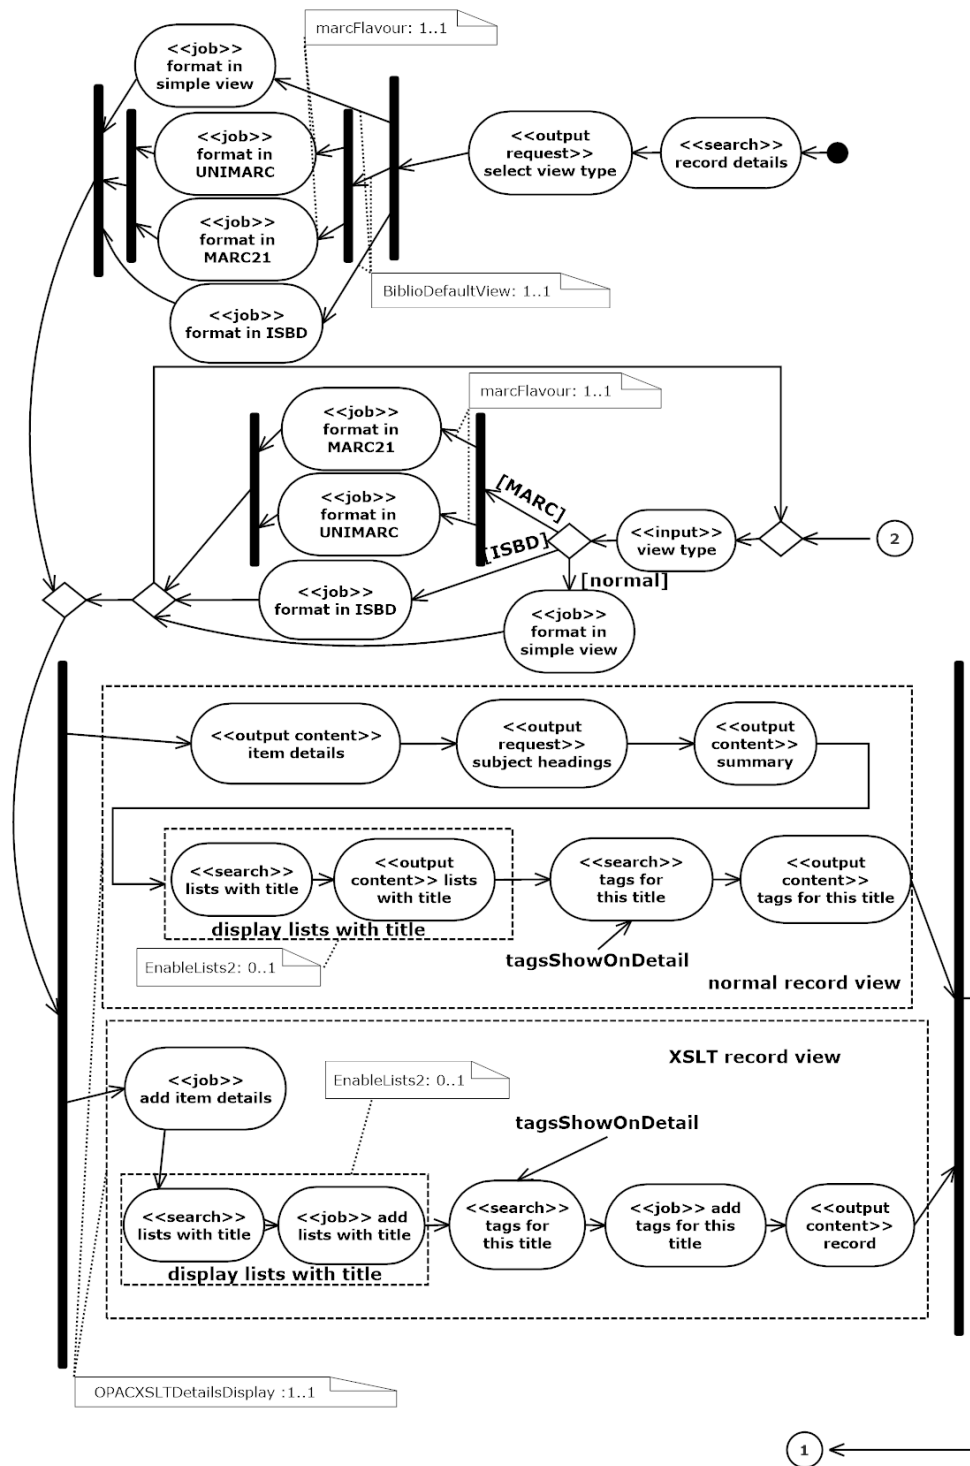 marcFlavour: 1..1
<<job>>
format in
simple view
<<job>>
format in
UNIMARC
<<output
request>>
select view type
<<search>>
record details
<<job>>
format in
MARC21
BiblioDefaultView: 1..1
<<job>>
format in ISBD
marcFlavour: 1..1
<<job>>
format in
MARC21
[MARC]
<<job>>
format in
UNIMARC
[ISBD]
<<input>>
view type
2
[normal]
<<job>>
format in ISBD
<<job>>
format in
simple view
<<output content>>
item details
<<output
request>>
subject headings
<<output
content>>
summary
<<search>>
lists with title
<<output
content>> lists
with title
<<search>>
tags for
this title
<<output
content>>
tags for this title
display lists with title
EnableLists2: 0..1
tagsShowOnDetail
normal record view
XSLT record view
<<job>>
add item details
EnableLists2: 0..1
tagsShowOnDetail
<<search>>
lists with title
<<job>> add
lists with title
<<search>>
tags for
this title
<<job>> add
tags for this
title
<<output
content>>
record
display lists with title
OPACXSLTDetailsDisplay :1..1
1